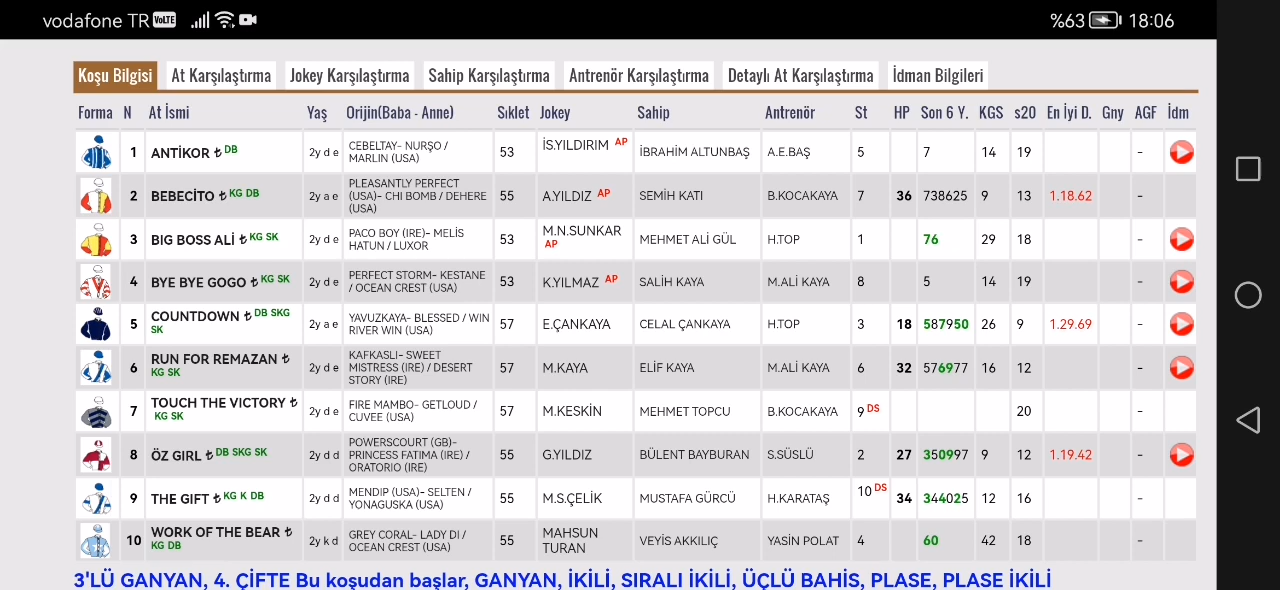 vodafone TR VoLTE %63 18:06
Koşu Bilgisi At Karşılaştırma Jokey Karşılaştırma Sahip Karşılaştırma Antrenör Karşılaştırma Detaylı At Karşılaştırma İdman Bilgileri
Forma N At İsmi Yaş Orijin(Baba - Anne) Sıklet Jokey Sahip Antrenör St HP Son 6 Y. KGS s20 En İyi D. Gny AGF İdm
1 ANTİKOR ₺ DB 2y d e CEBELTAY- NURŞO / MARLIN (USA) 53 İS.YILDIRIM AP İBRAHİM ALTUNBAŞ A.E.BAŞ 5 7 14 19 -
2 BEBECİTO ₺ KG DB 2y a e PLEASANTLY PERFECT (USA)- CHI BOMB / DEHERE (USA) 55 A.YILDIZ AP SEMİH KATI B.KOCAKAYA 7 36 738625 9 13 1.18.62 -
3 BIG BOSS ALİ ₺ KG SK 2y d e PACO BOY (IRE)- MELİS HATUN / LUXOR 53 M.N.SUNKAR AP MEHMET ALİ GÜL H.TOP 1 76 29 18 -
4 BYE BYE GOGO ₺ KG SK 2y d e PERFECT STORM- KESTANE / OCEAN CREST (USA) 53 K.YILMAZ AP SALİH KAYA M.ALİ KAYA 8 5 14 19 -
5 COUNTDOWN ₺ DB SKG SK 2y a e YAVUZKAYA- BLESSED / WIN RIVER WIN (USA) 57 E.ÇANKAYA CELAL ÇANKAYA H.TOP 3 18 587950 26 9 1.29.69 -
6 RUN FOR REMAZAN ₺ KG SK 2y d e KAFKASLI- SWEET MISTRESS (IRE) / DESERT STORY (IRE) 57 M.KAYA ELİF KAYA M.ALİ KAYA 6 32 576977 16 12 -
7 TOUCH THE VICTORY ₺ KG SK 2y d e FIRE MAMBO- GETLOUD / CUVEE (USA) 57 M.KESKİN MEHMET TOPCU B.KOCAKAYA 9 DS 20 -
8 ÖZ GIRL ₺ DB SKG SK 2y d d POWERSCOURT (GB)- PRINCESS FATIMA (IRE) / ORATORIO (IRE) 55 G.YILDIZ BÜLENT BAYBURAN S.SÜSLÜ 2 27 350997 9 12 1.19.42 -
9 THE GIFT ₺ KG K DB 2y d d MENDIP (USA)- SELTEN / YONAGUSKA (USA) 55 M.S.ÇELİK MUSTAFA GÜRCÜ H.KARATAŞ 10 DS 34 344025 12 16 -
10 WORK OF THE BEAR ₺ KG DB 2y k d GREY CORAL- LADY DI / OCEAN CREST (USA) 55 MAHSUN TURAN VEYİS AKKILIÇ YASİN POLAT 4 60 42 18 -
3'LÜ GANYAN, 4. ÇİFTE Bu koşudan başlar, GANYAN, İKİLİ, SIRALI İKİLİ, ÜÇLÜ BAHİS, PLASE, PLASE İKİLİ